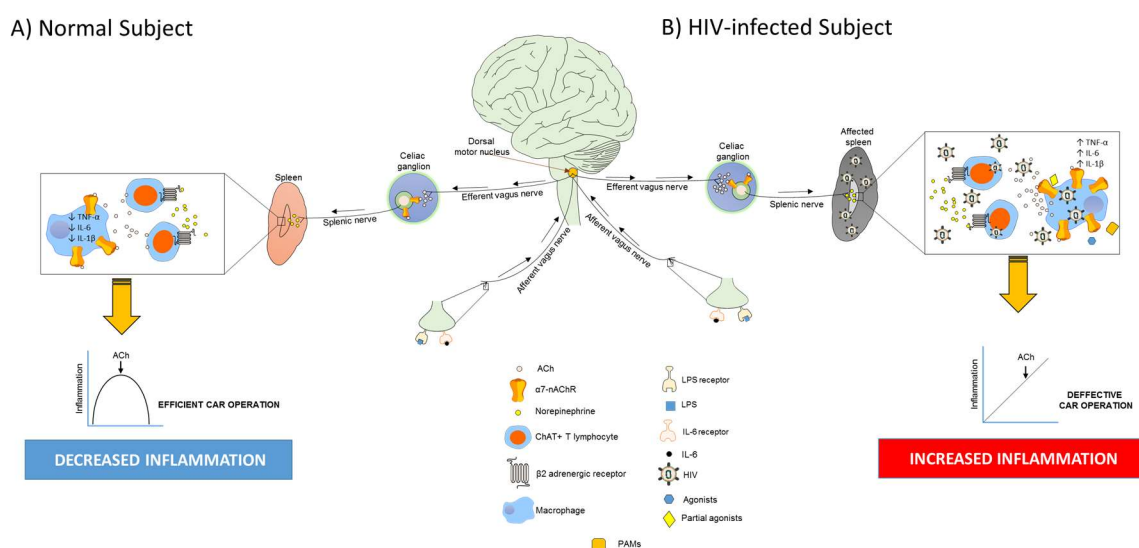 A) Normal Subject
B) HIV-infected Subject
Dorsal
motor nucleus
Celiac
ganglion
Efferent vagus nerve
Splenic nerve
Spleen
↓ TNF-α
↓ IL-6
↓ IL-1β
Afferent vagus nerve
ACh
Inflammation
EFFICIENT CAR OPERATION
DECREASED INFLAMMATION
Celiac
ganglion
Efferent vagus nerve
Splenic nerve
Affected
spleen
↑ TNF-α
↑ IL-6
↑ IL-1β
Afferent vagus nerve
ACh
Inflammation
DEFFECTIVE
CAR OPERATION
INCREASED INFLAMMATION
ACh
α7-nAChR
Norepinephrine
ChAT+ T lymphocyte
β2 adrenergic receptor
Macrophage
PAMs
LPS receptor
LPS
IL-6 receptor
IL-6
HIV
Agonists
Partial agonists